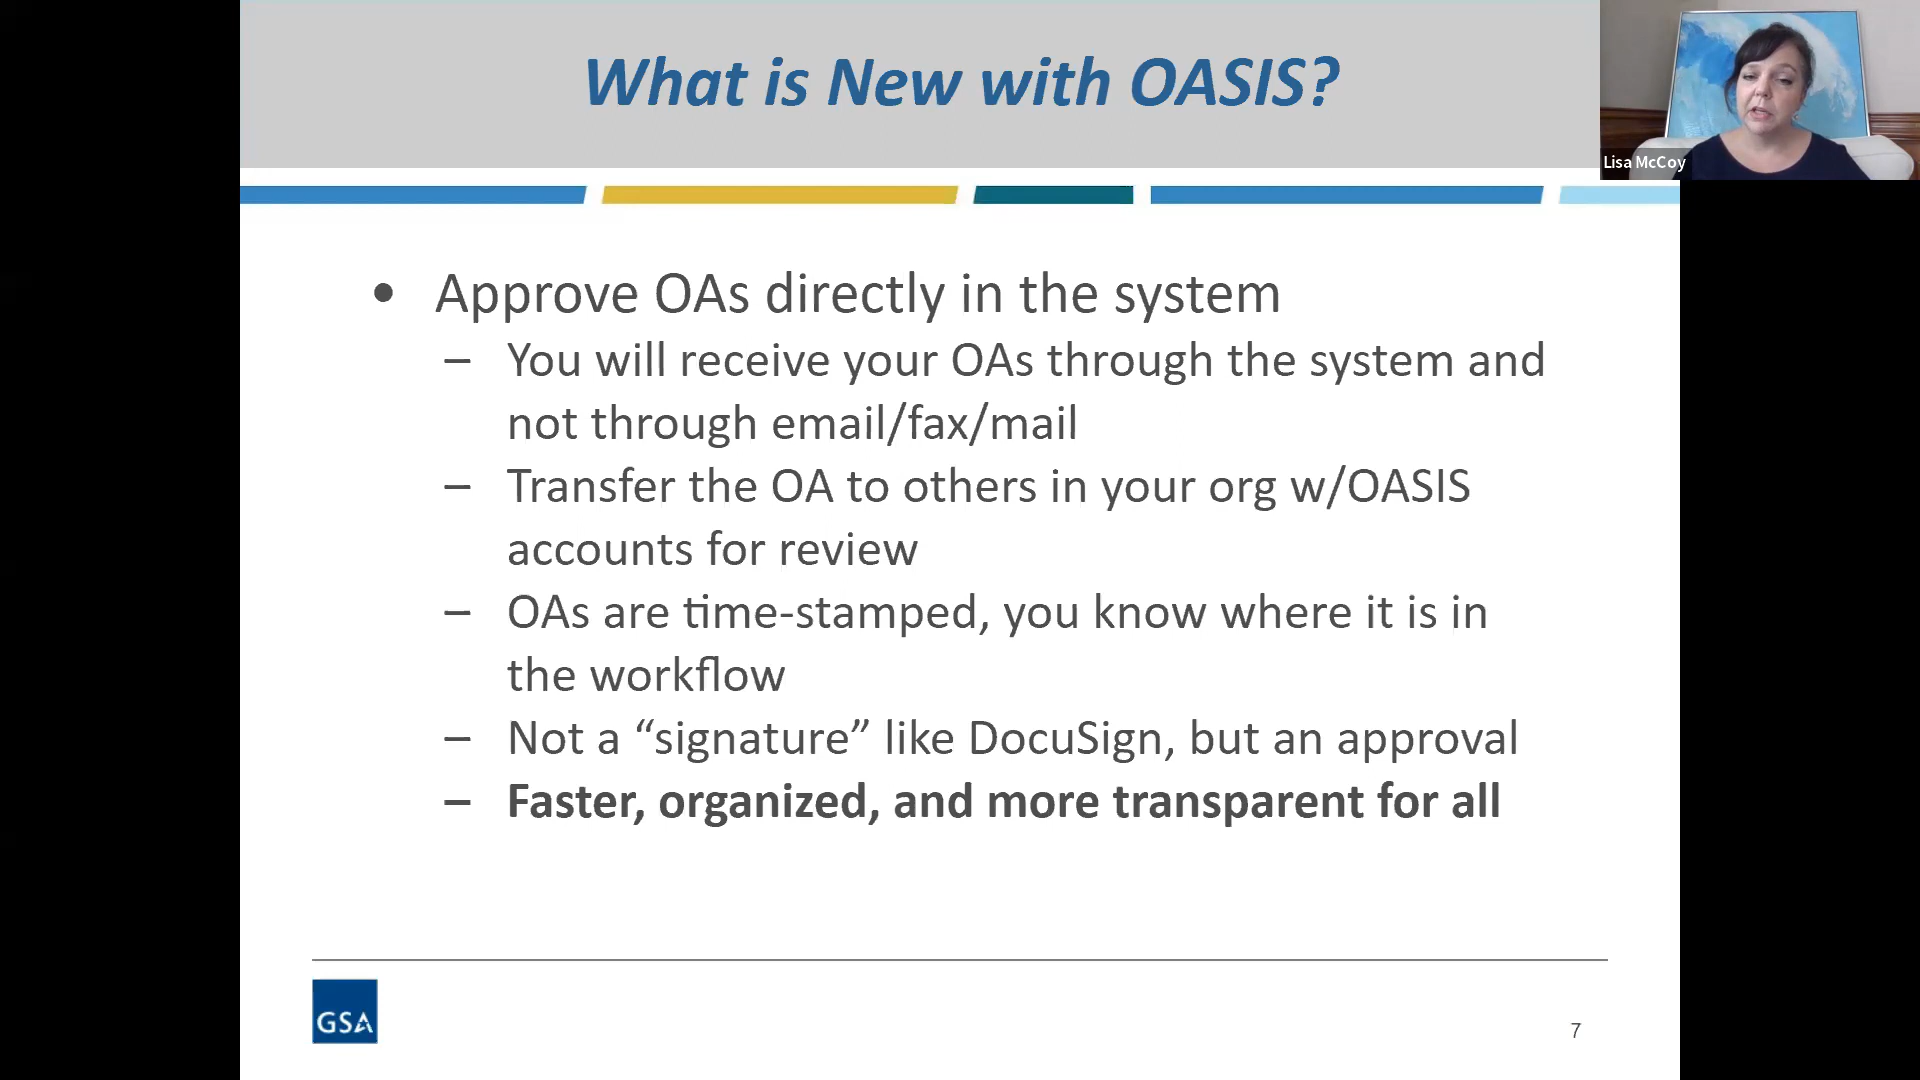 What is New with OASIS?
Lisa McCoy
• Approve OAs directly in the system
– You will receive your OAs through the system and
not through email/fax/mail
– Transfer the OA to others in your org w/OASIS
accounts for review
– OAs are time-stamped, you know where it is in
the workflow
– Not a “signature” like DocuSign, but an approval
– Faster, organized, and more transparent for all
GSA
7